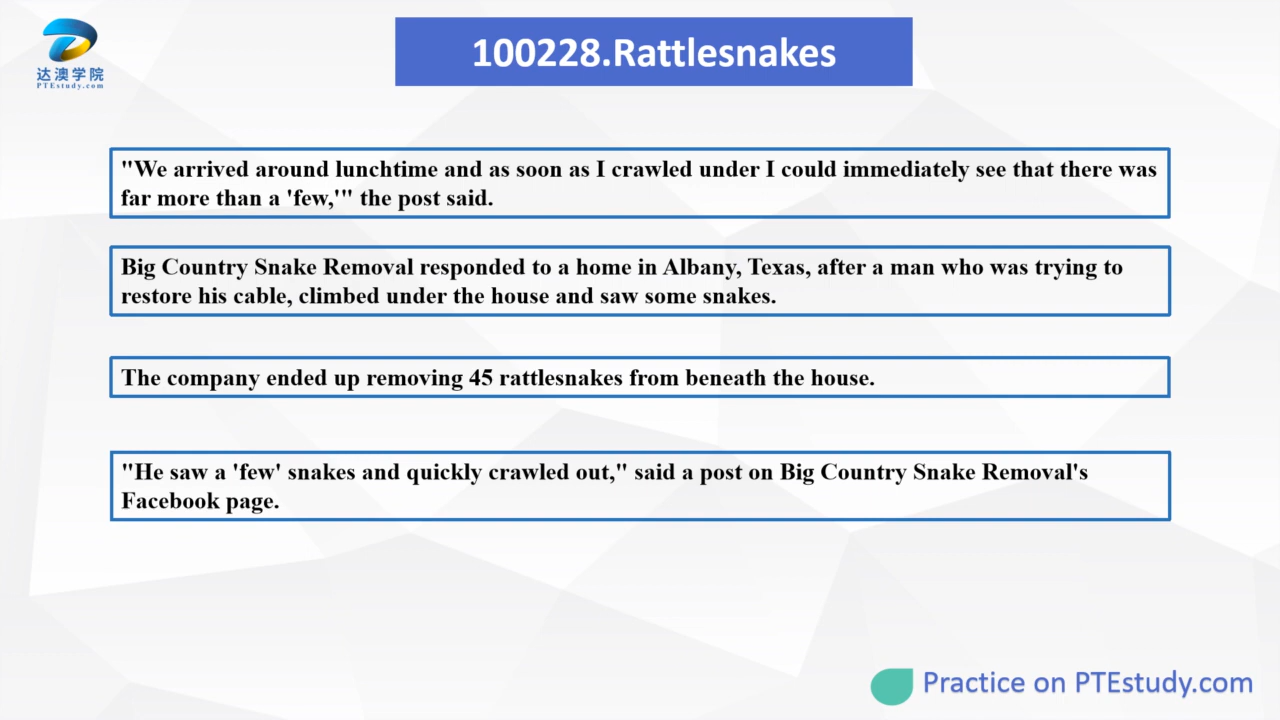 达澳学院
PTEstudy.com
100228.Rattlesnakes
"We arrived around lunchtime and as soon as I crawled under I could immediately see that there was
far more than a 'few,'" the post said.
Big Country Snake Removal responded to a home in Albany, Texas, after a man who was trying to
restore his cable, climbed under the house and saw some snakes.
The company ended up removing 45 rattlesnakes from beneath the house.
"He saw a 'few' snakes and quickly crawled out," said a post on Big Country Snake Removal's
Facebook page.
Practice on PTEstudy.com